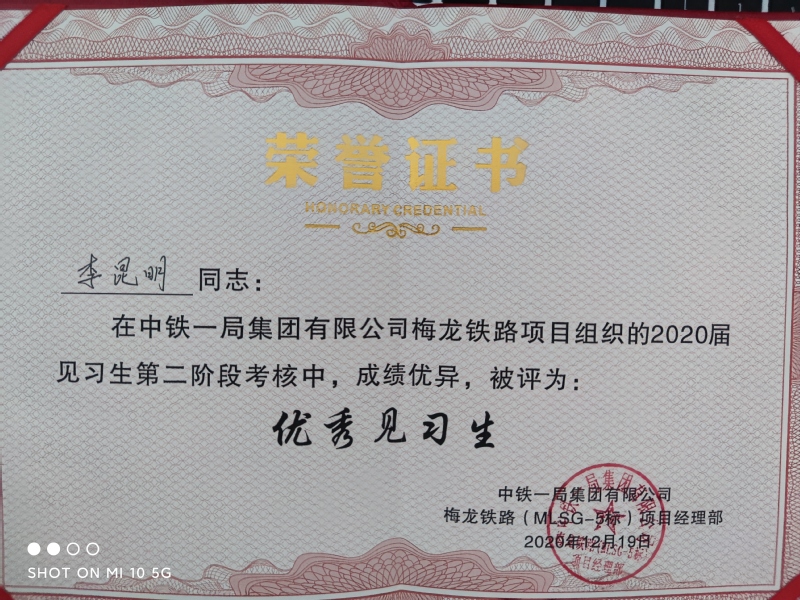 荣誉证书
HONORARY CREDENTIAL
李昆明 同志：
在中铁一局集团有限公司梅龙铁路项目组织的2020届
见习生第二阶段考核中，成绩优异，被评为：
优秀见习生
中铁一局集团有限公司
梅龙铁路（MLSG-5标）项目经理部
2020年12月19日
项目经理部
SHOT ON MI 10 5G